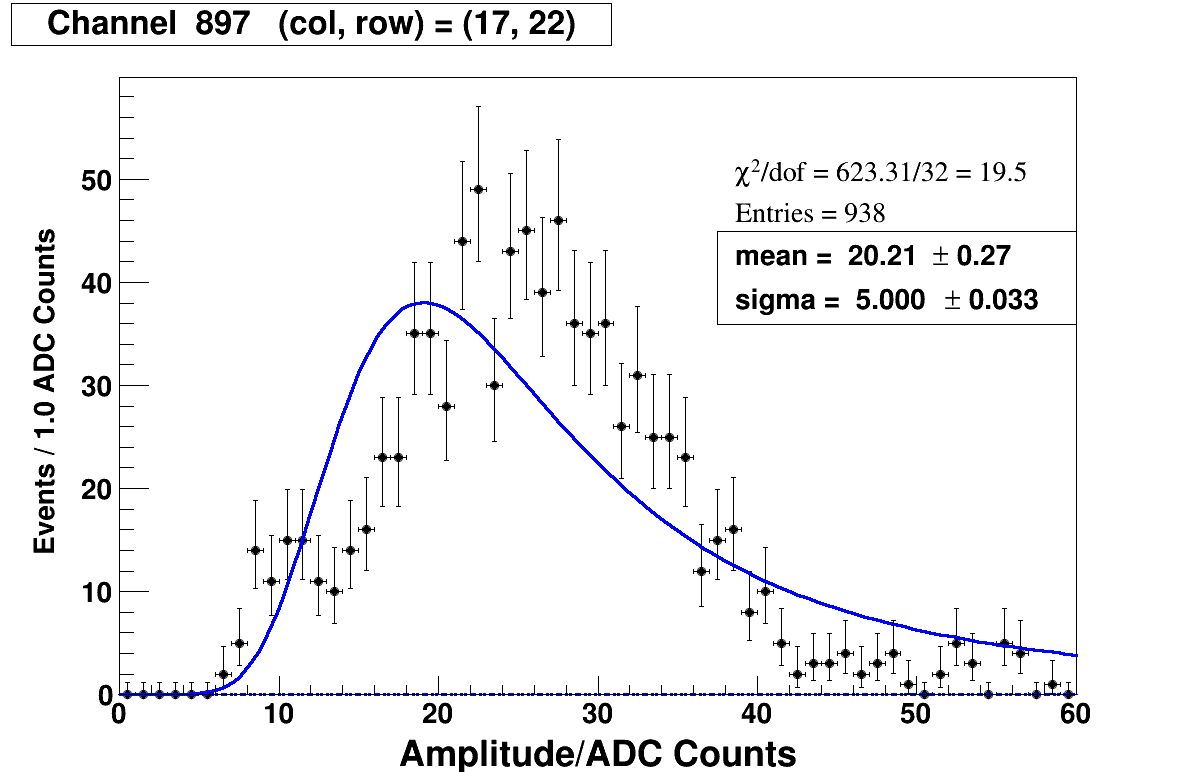 Channel 897 (col, row) = (17, 22)
χ²/dof = 623.31/32 = 19.5
Entries = 938
mean = 20.21 ± 0.27
sigma = 5.000 ± 0.033
Events / 1.0 ADC Counts
50
40
30
20
10
0
0 10 20 30 40 50 60
Amplitude/ADC Counts